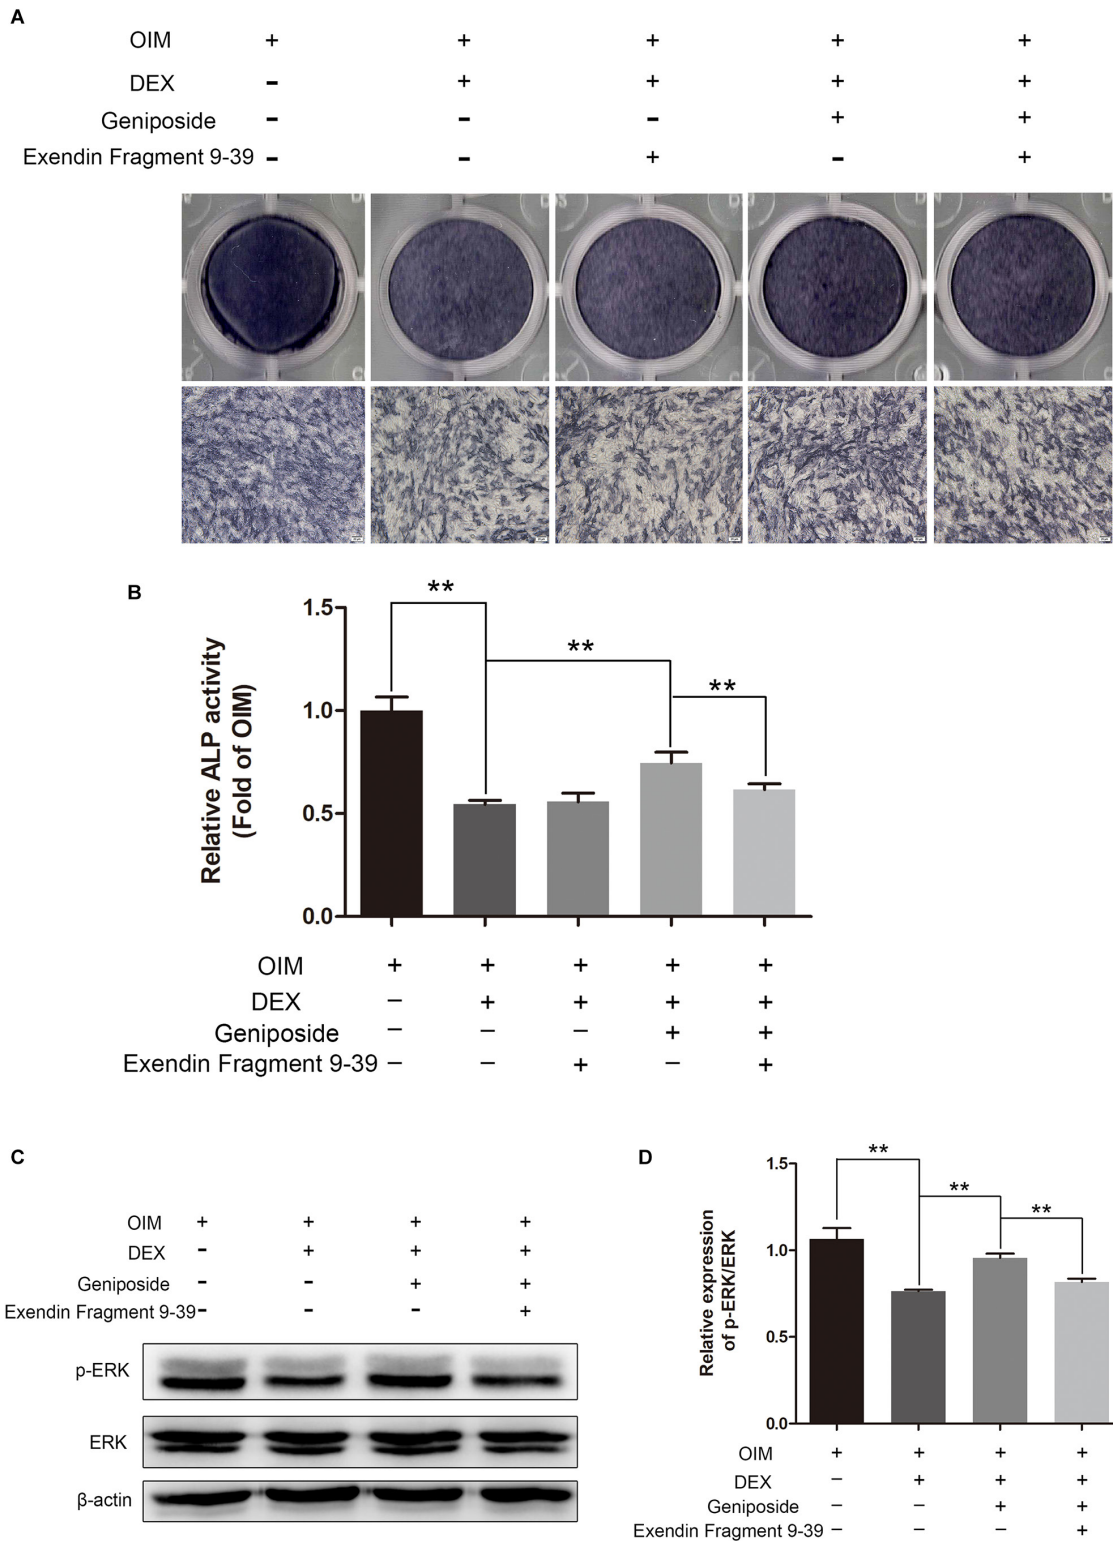 A
OIM + + + + +
DEX - + + + +
Geniposide - - - + +
Exendin Fragment 9-39 - - + - +
B
** ** **
Relative ALP activity
(Fold of OIM)
1.5
1.0
0.5
0.0
OIM + + + + +
DEX − + + + +
Geniposide − − − + +
Exendin Fragment 9-39 − − + − +
C
OIM + + + +
DEX - + + +
Geniposide - - + +
Exendin Fragment 9-39 - - - +
p-ERK
ERK
β-actin
D
** ** **
Relative expression
of p-ERK/ERK
1.5
1.0
0.5
0.0
OIM + + + +
DEX − + + +
Geniposide − − + +
Exendin Fragment 9-39 − − − +